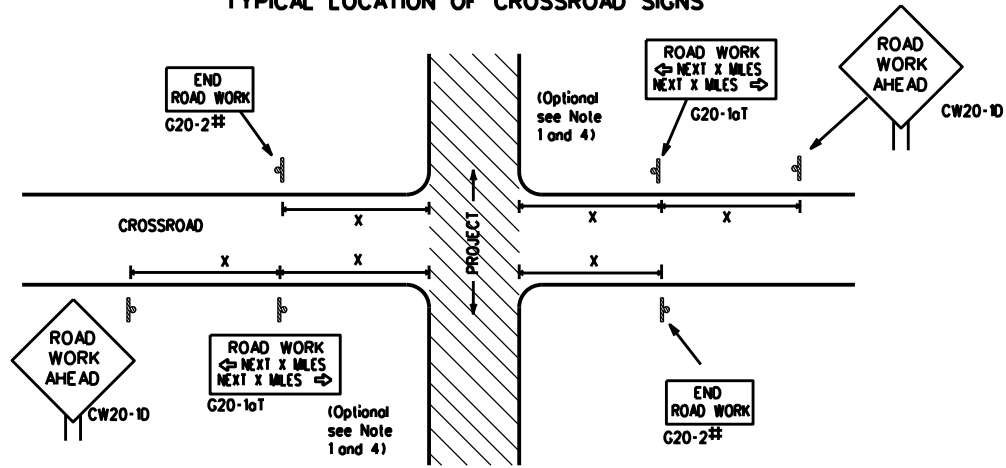 TYPICAL LOCATION OF CROSSROAD SIGNS
END
ROAD WORK
G20-2#
(Optional
see Note
1 and 4)
ROAD WORK
⇦ NEXT X MILES
NEXT X MILES ⇨
G20-1aT
ROAD
WORK
AHEAD
CW20-1D
X
X
X
CROSSROAD
PROJECT
X
X
X
ROAD
WORK
AHEAD
CW20-1D
ROAD WORK
⇦ NEXT X MILES
NEXT X MILES ⇨
G20-1aT
(Optional
see Note
1 and 4)
END
ROAD WORK
G20-2#